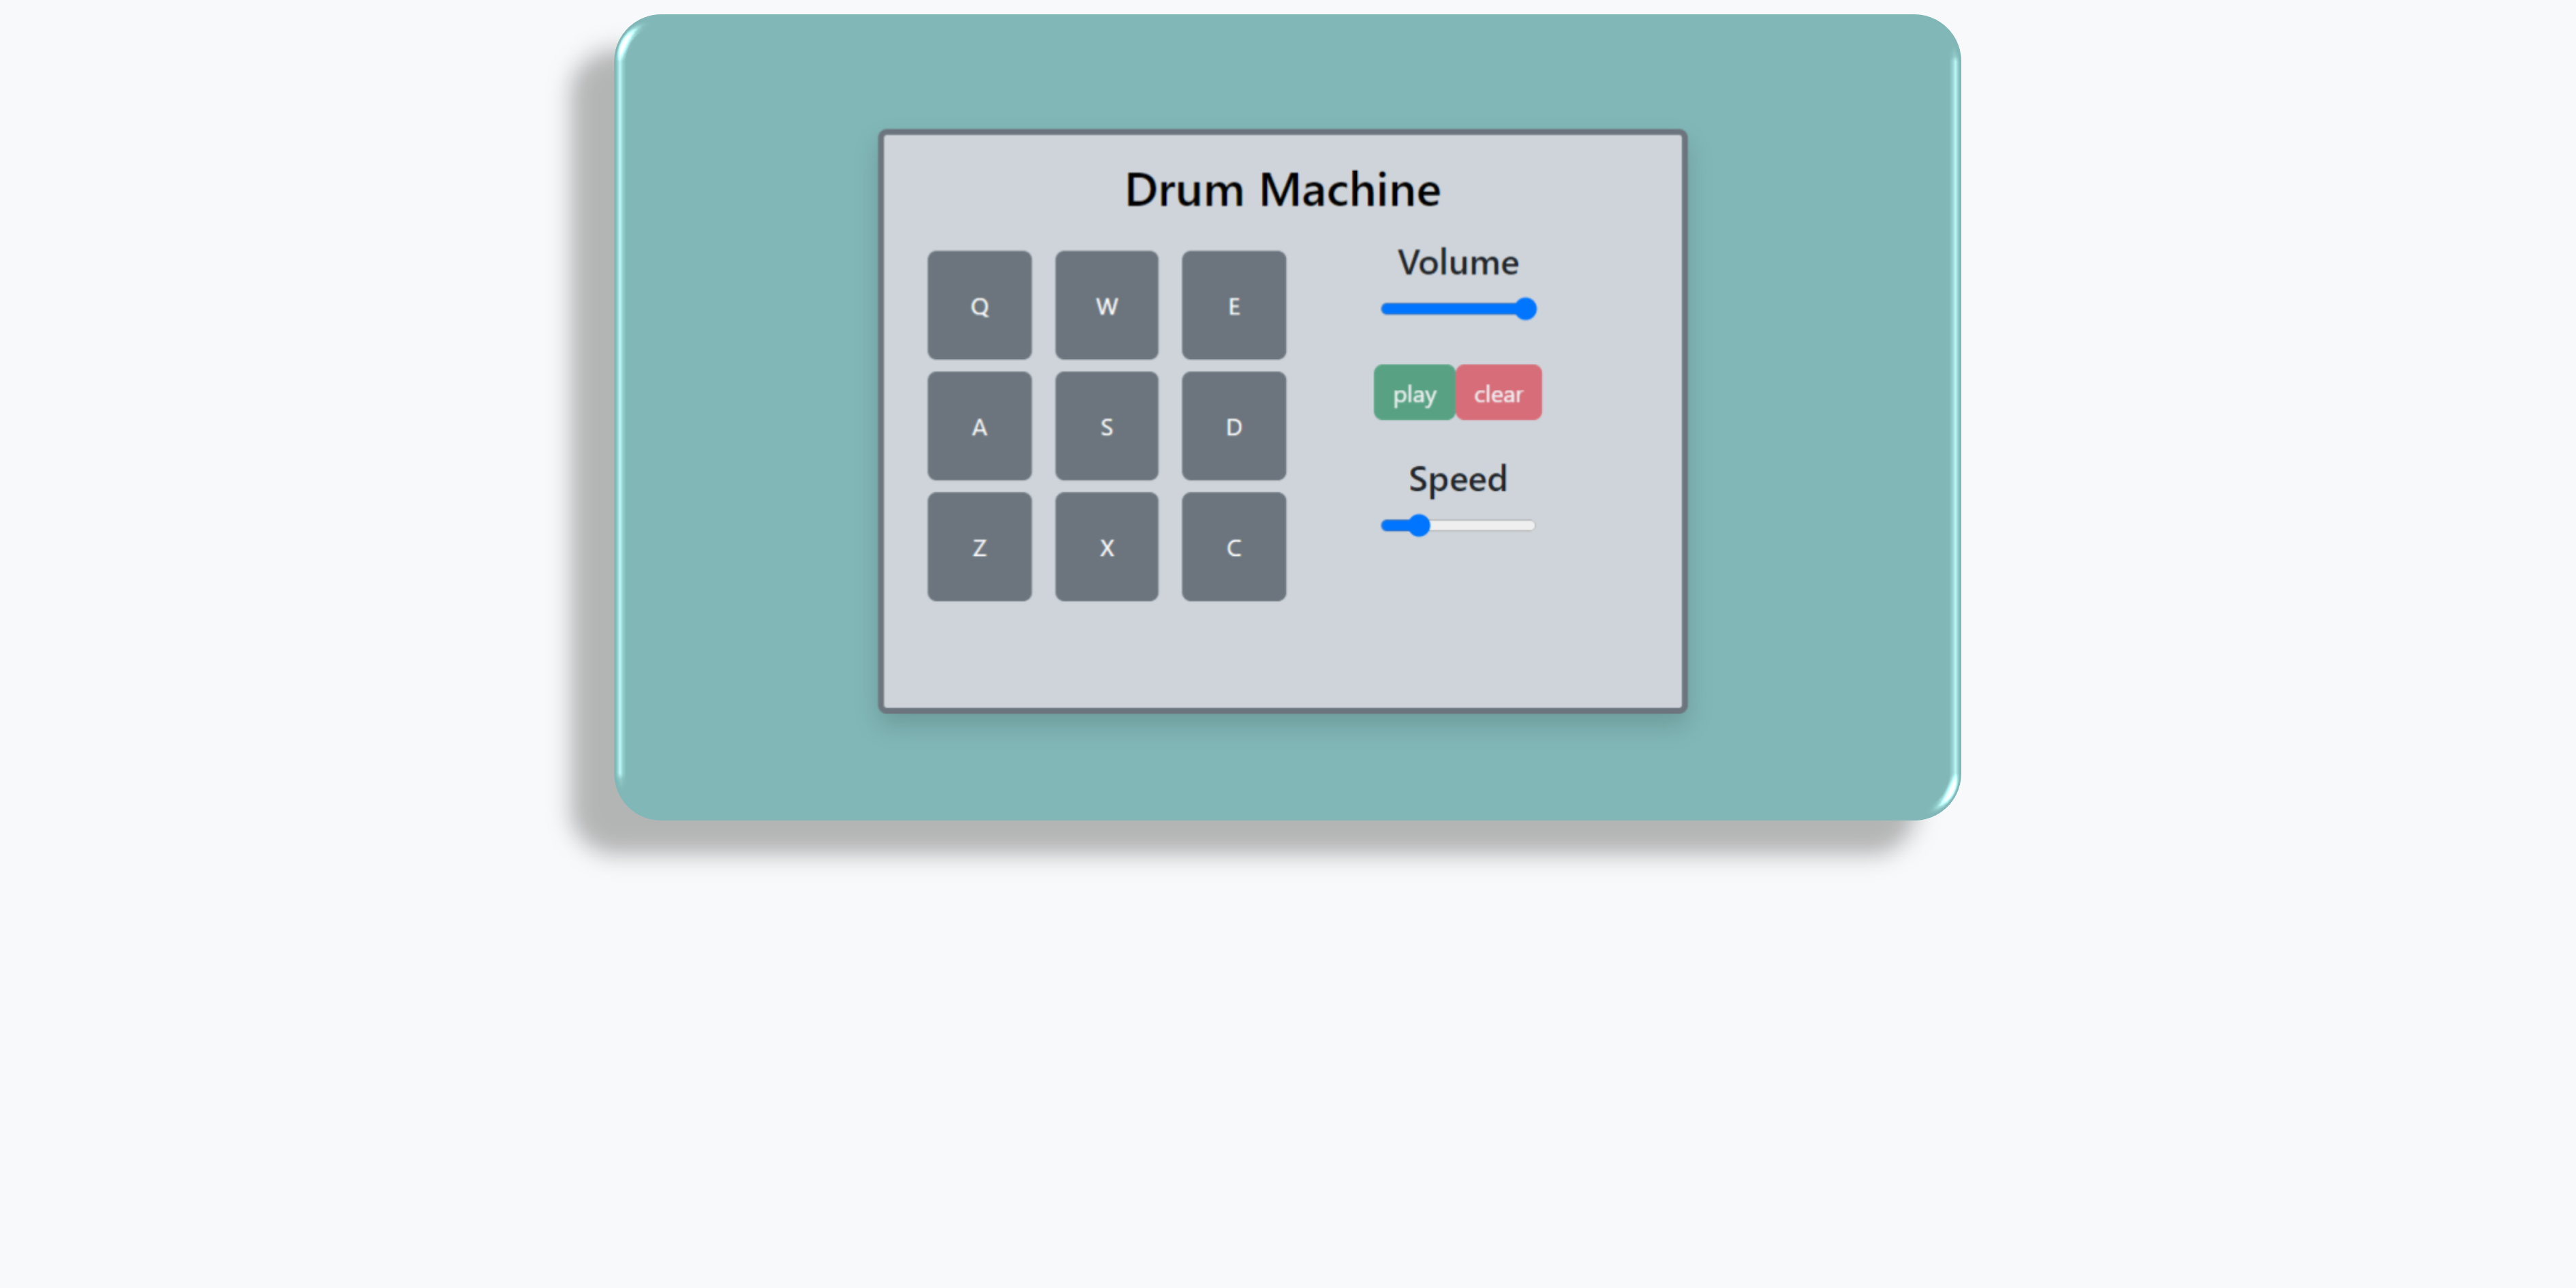 Drum Machine
Q W E
A S D
Z X C
Volume
play clear
Speed